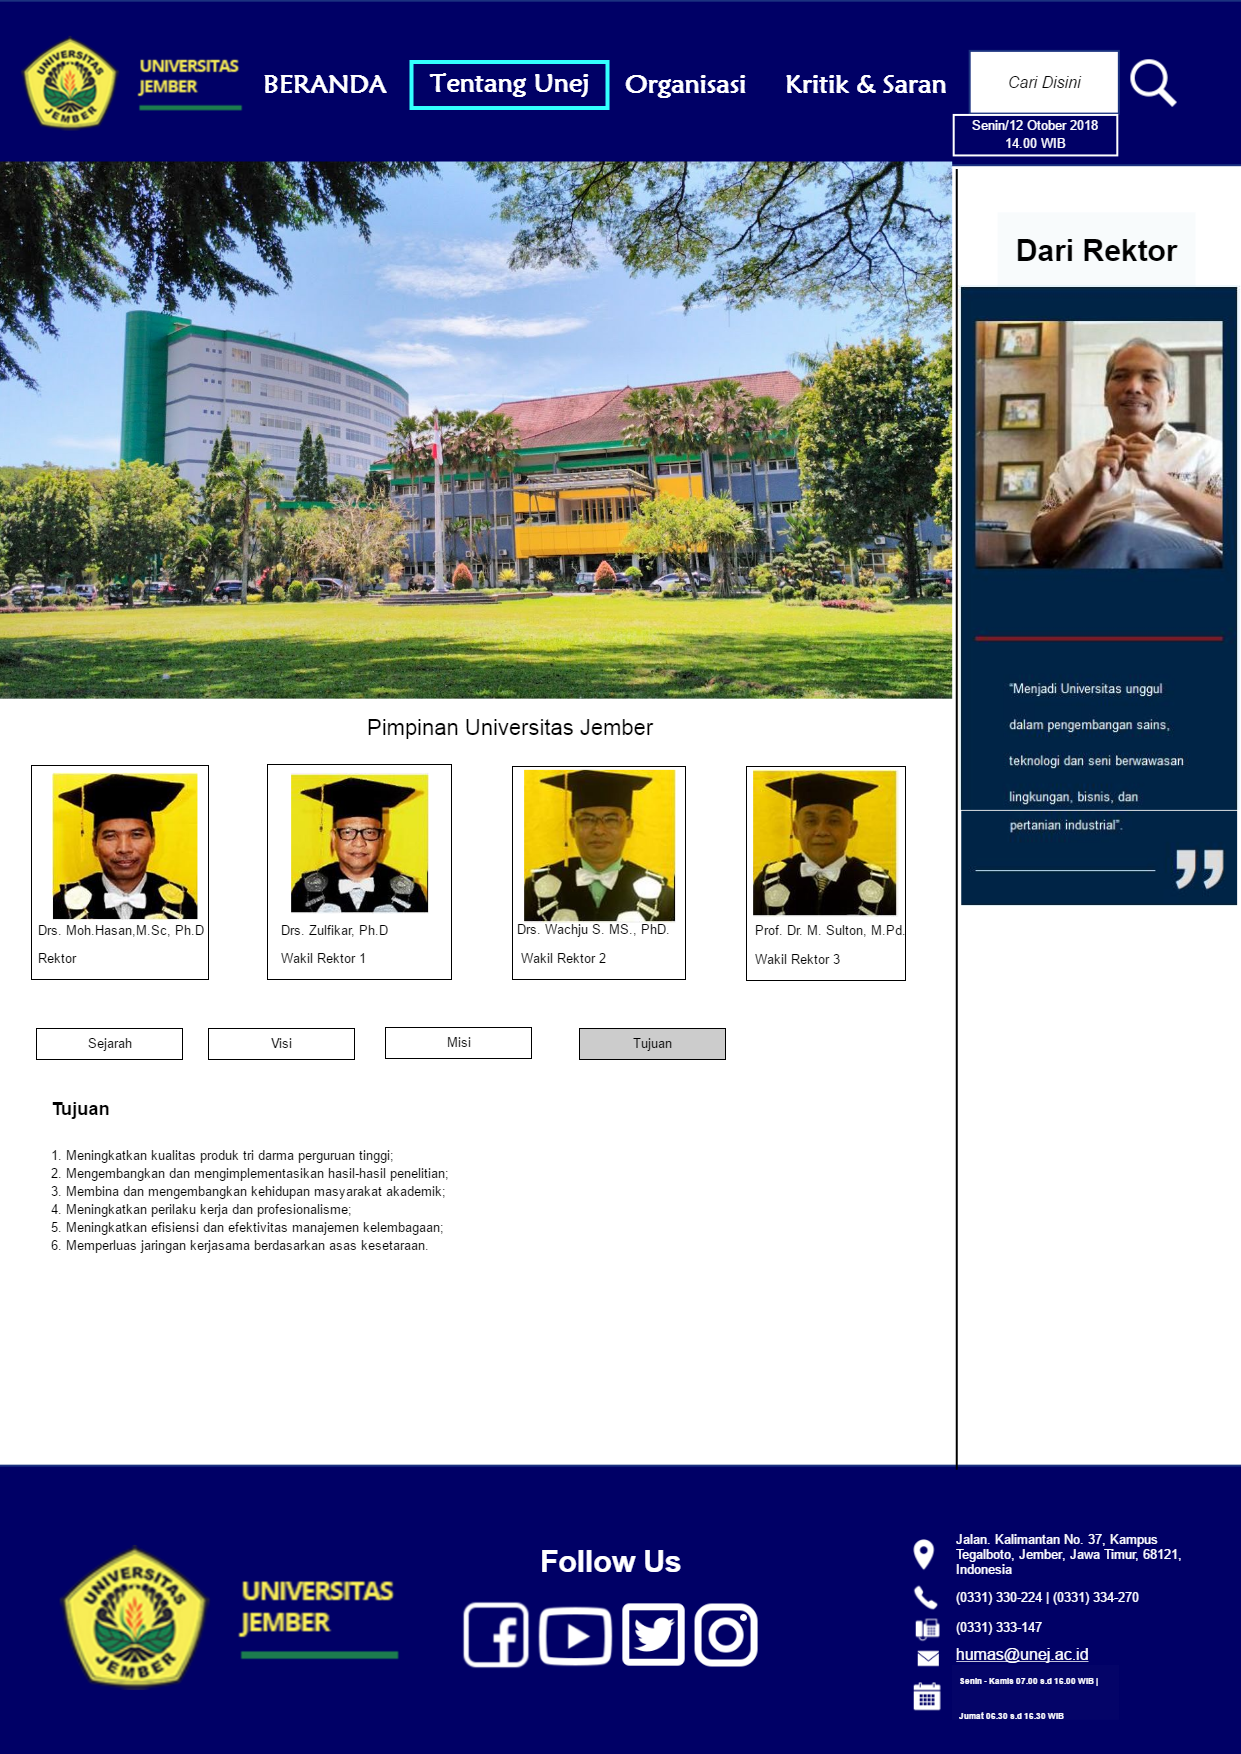 UNIVERSITAS JEMBER
UNIVERSITAS
JEMBER
BERANDA
Tentang Unej
Organisasi
Kritik & Saran
Cari Disini
Senin/12 Otober 2018
14.00 WIB
Dari Rektor
“Menjadi Universitas unggul
dalam pengembangan sains,
teknologi dan seni berwawasan
lingkungan, bisnis, dan
pertanian industrial”.
Pimpinan Universitas Jember
Drs. Moh.Hasan,M.Sc, Ph.D
Rektor
Drs. Zulfikar, Ph.D
Wakil Rektor 1
Drs. Wachju S. MS., PhD.
Wakil Rektor 2
Prof. Dr. M. Sulton, M.Pd.
Wakil Rektor 3
Sejarah
Visi
Misi
Tujuan
Tujuan
1. Meningkatkan kualitas produk tri darma perguruan tinggi;
2. Mengembangkan dan mengimplementasikan hasil-hasil penelitian;
3. Membina dan mengembangkan kehidupan masyarakat akademik;
4. Meningkatkan perilaku kerja dan profesionalisme;
5. Meningkatkan efisiensi dan efektivitas manajemen kelembagaan;
6. Memperluas jaringan kerjasama berdasarkan asas kesetaraan.
UNIVERSITAS JEMBER
UNIVERSITAS
JEMBER
Follow Us
Jalan. Kalimantan No. 37, Kampus
Tegalboto, Jember, Jawa Timur, 68121,
Indonesia
(0331) 330-224 | (0331) 334-270
(0331) 333-147
humas@unej.ac.id
Senin - Kamis 07.00 s.d 16.00 WIB |
Jumat 06.30 s.d 16.30 WIB